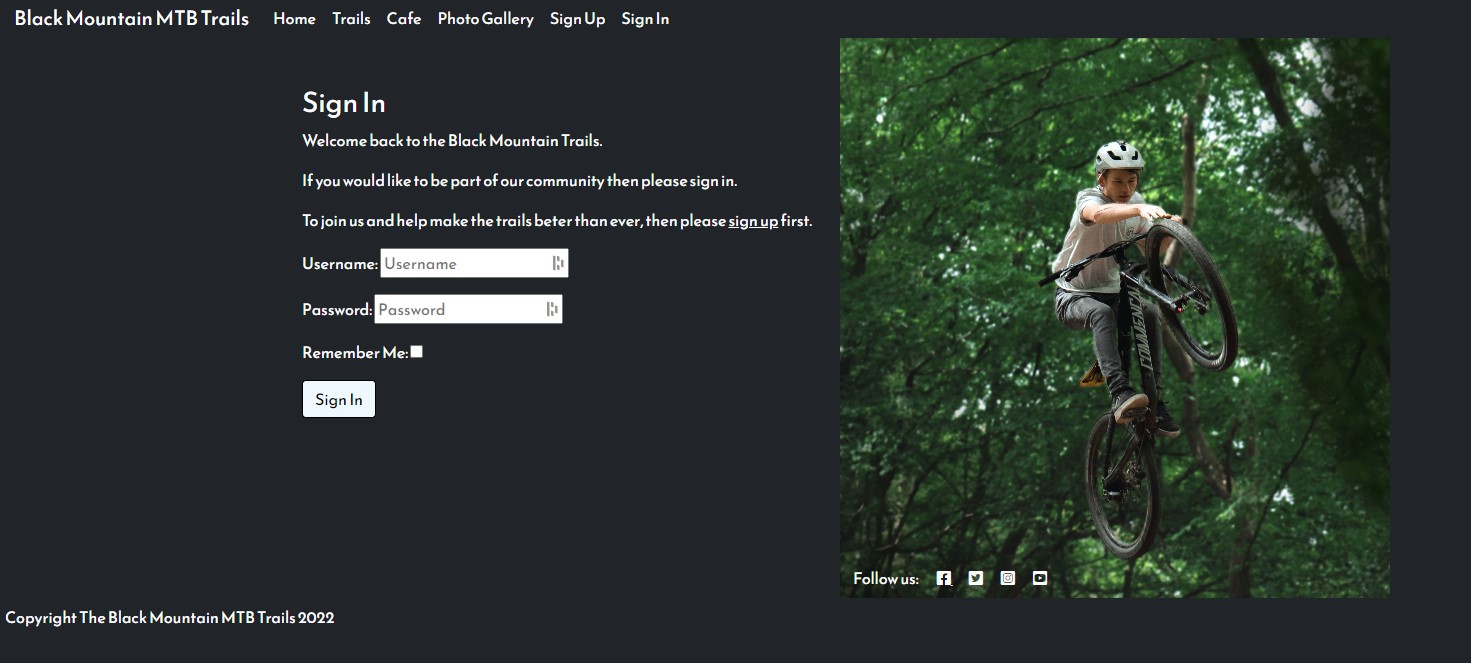 Black Mountain MTB Trails Home Trails Cafe Photo Gallery Sign Up Sign In
Sign In
Welcome back to the Black Mountain Trails.
If you would like to be part of our community then please sign in.
To join us and help make the trails beter than ever, then please sign up first.
Username: Username
Password: Password
Remember Me:
Sign In
COMMENCAL
Follow us:
Copyright The Black Mountain MTB Trails 2022